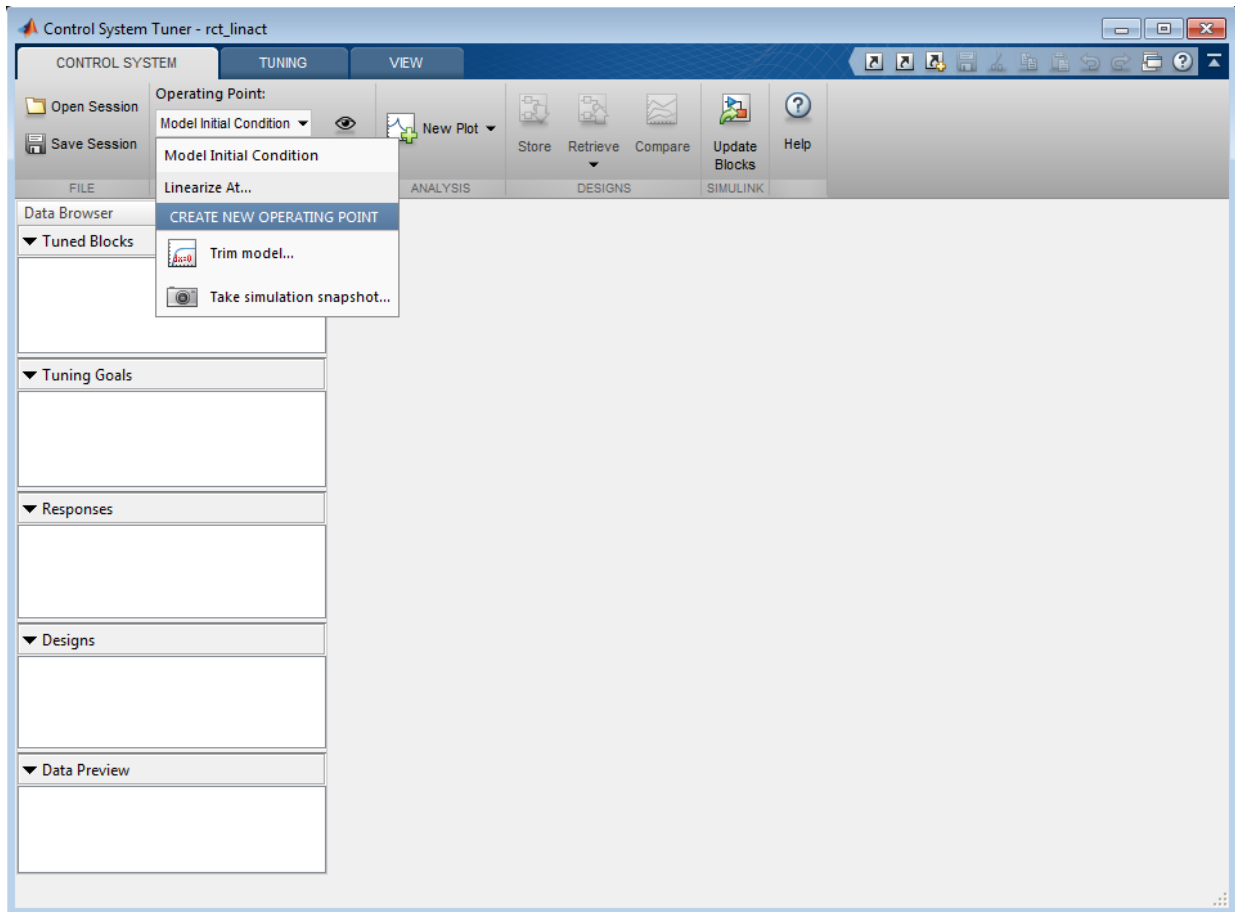 Control System Tuner - rct_linact
CONTROL SYSTEM TUNING VIEW
Open Session
Save Session
FILE
Operating Point:
Model Initial Condition
Model Initial Condition
Linearize At...
CREATE NEW OPERATING POINT
dx=0 Trim model...
Take simulation snapshot...
New Plot
ANALYSIS
Store Retrieve Compare
DESIGNS
Update
Blocks
SIMULINK
Help
Data Browser
Tuned Blocks
Tuning Goals
Responses
Designs
Data Preview